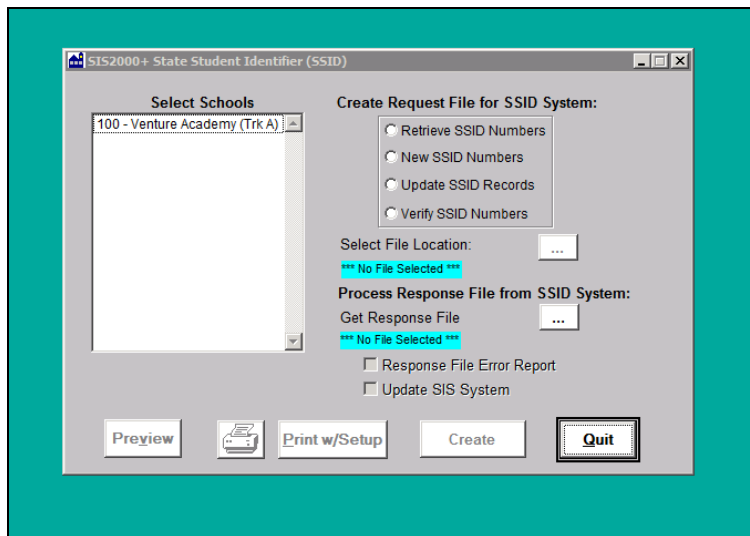 SIS2000+ State Student Identifier (SSID)
Select Schools
100 - Venture Academy (Trk A)
Create Request File for SSID System:
Retrieve SSID Numbers
New SSID Numbers
Update SSID Records
Verify SSID Numbers
Select File Location:
...
*** No File Selected ***
Process Response File from SSID System:
Get Response File
...
*** No File Selected ***
Response File Error Report
Update SIS System
Preview
Print w/Setup
Create
Quit